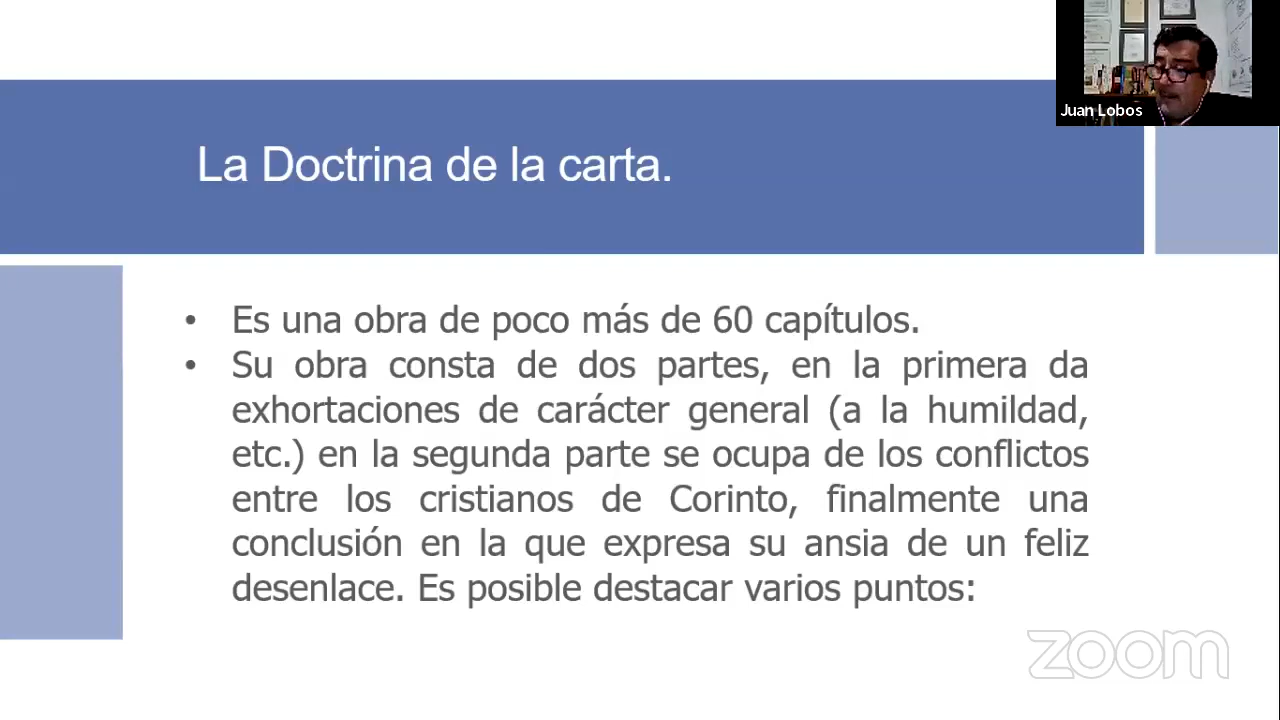 Juan Lobos
La Doctrina de la carta.
• Es una obra de poco más de 60 capítulos.
• Su obra consta de dos partes, en la primera da
exhortaciones de carácter general (a la humildad,
etc.) en la segunda parte se ocupa de los conflictos
entre los cristianos de Corinto, finalmente una
conclusión en la que expresa su ansia de un feliz
desenlace. Es posible destacar varios puntos:
zoom